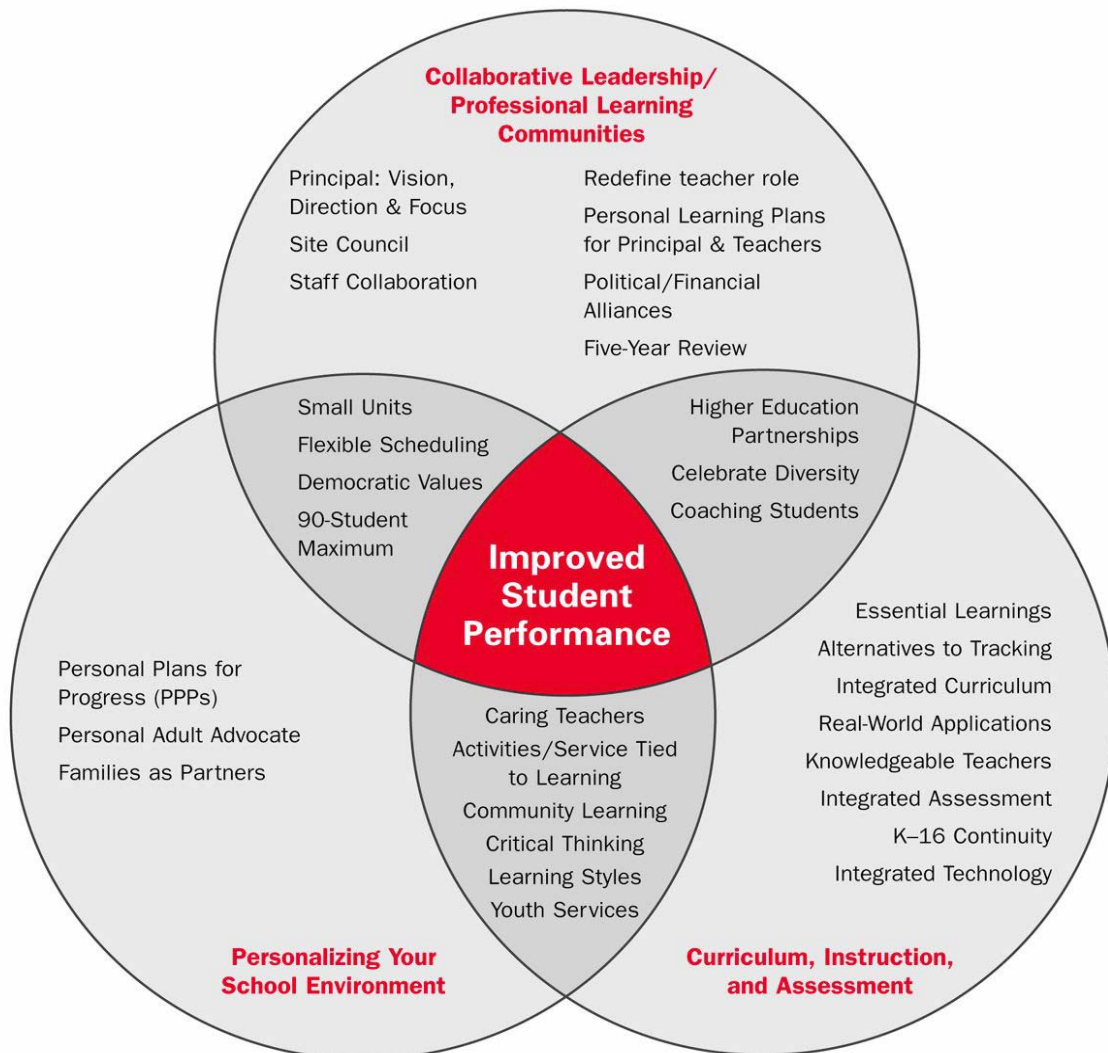 Collaborative Leadership/
Professional Learning
Communities
Principal: Vision,
Direction & Focus
Site Council
Staff Collaboration
Redefine teacher role
Personal Learning Plans
for Principal & Teachers
Political/Financial
Alliances
Five-Year Review
Small Units
Flexible Scheduling
Democratic Values
90-Student
Maximum
Higher Education
Partnerships
Celebrate Diversity
Coaching Students
Improved
Student
Performance
Personal Plans for
Progress (PPPs)
Personal Adult Advocate
Families as Partners
Caring Teachers
Activities/Service Tied
to Learning
Community Learning
Critical Thinking
Learning Styles
Youth Services
Essential Learnings
Alternatives to Tracking
Integrated Curriculum
Real-World Applications
Knowledgeable Teachers
Integrated Assessment
K–16 Continuity
Integrated Technology
Personalizing Your
School Environment
Curriculum, Instruction,
and Assessment